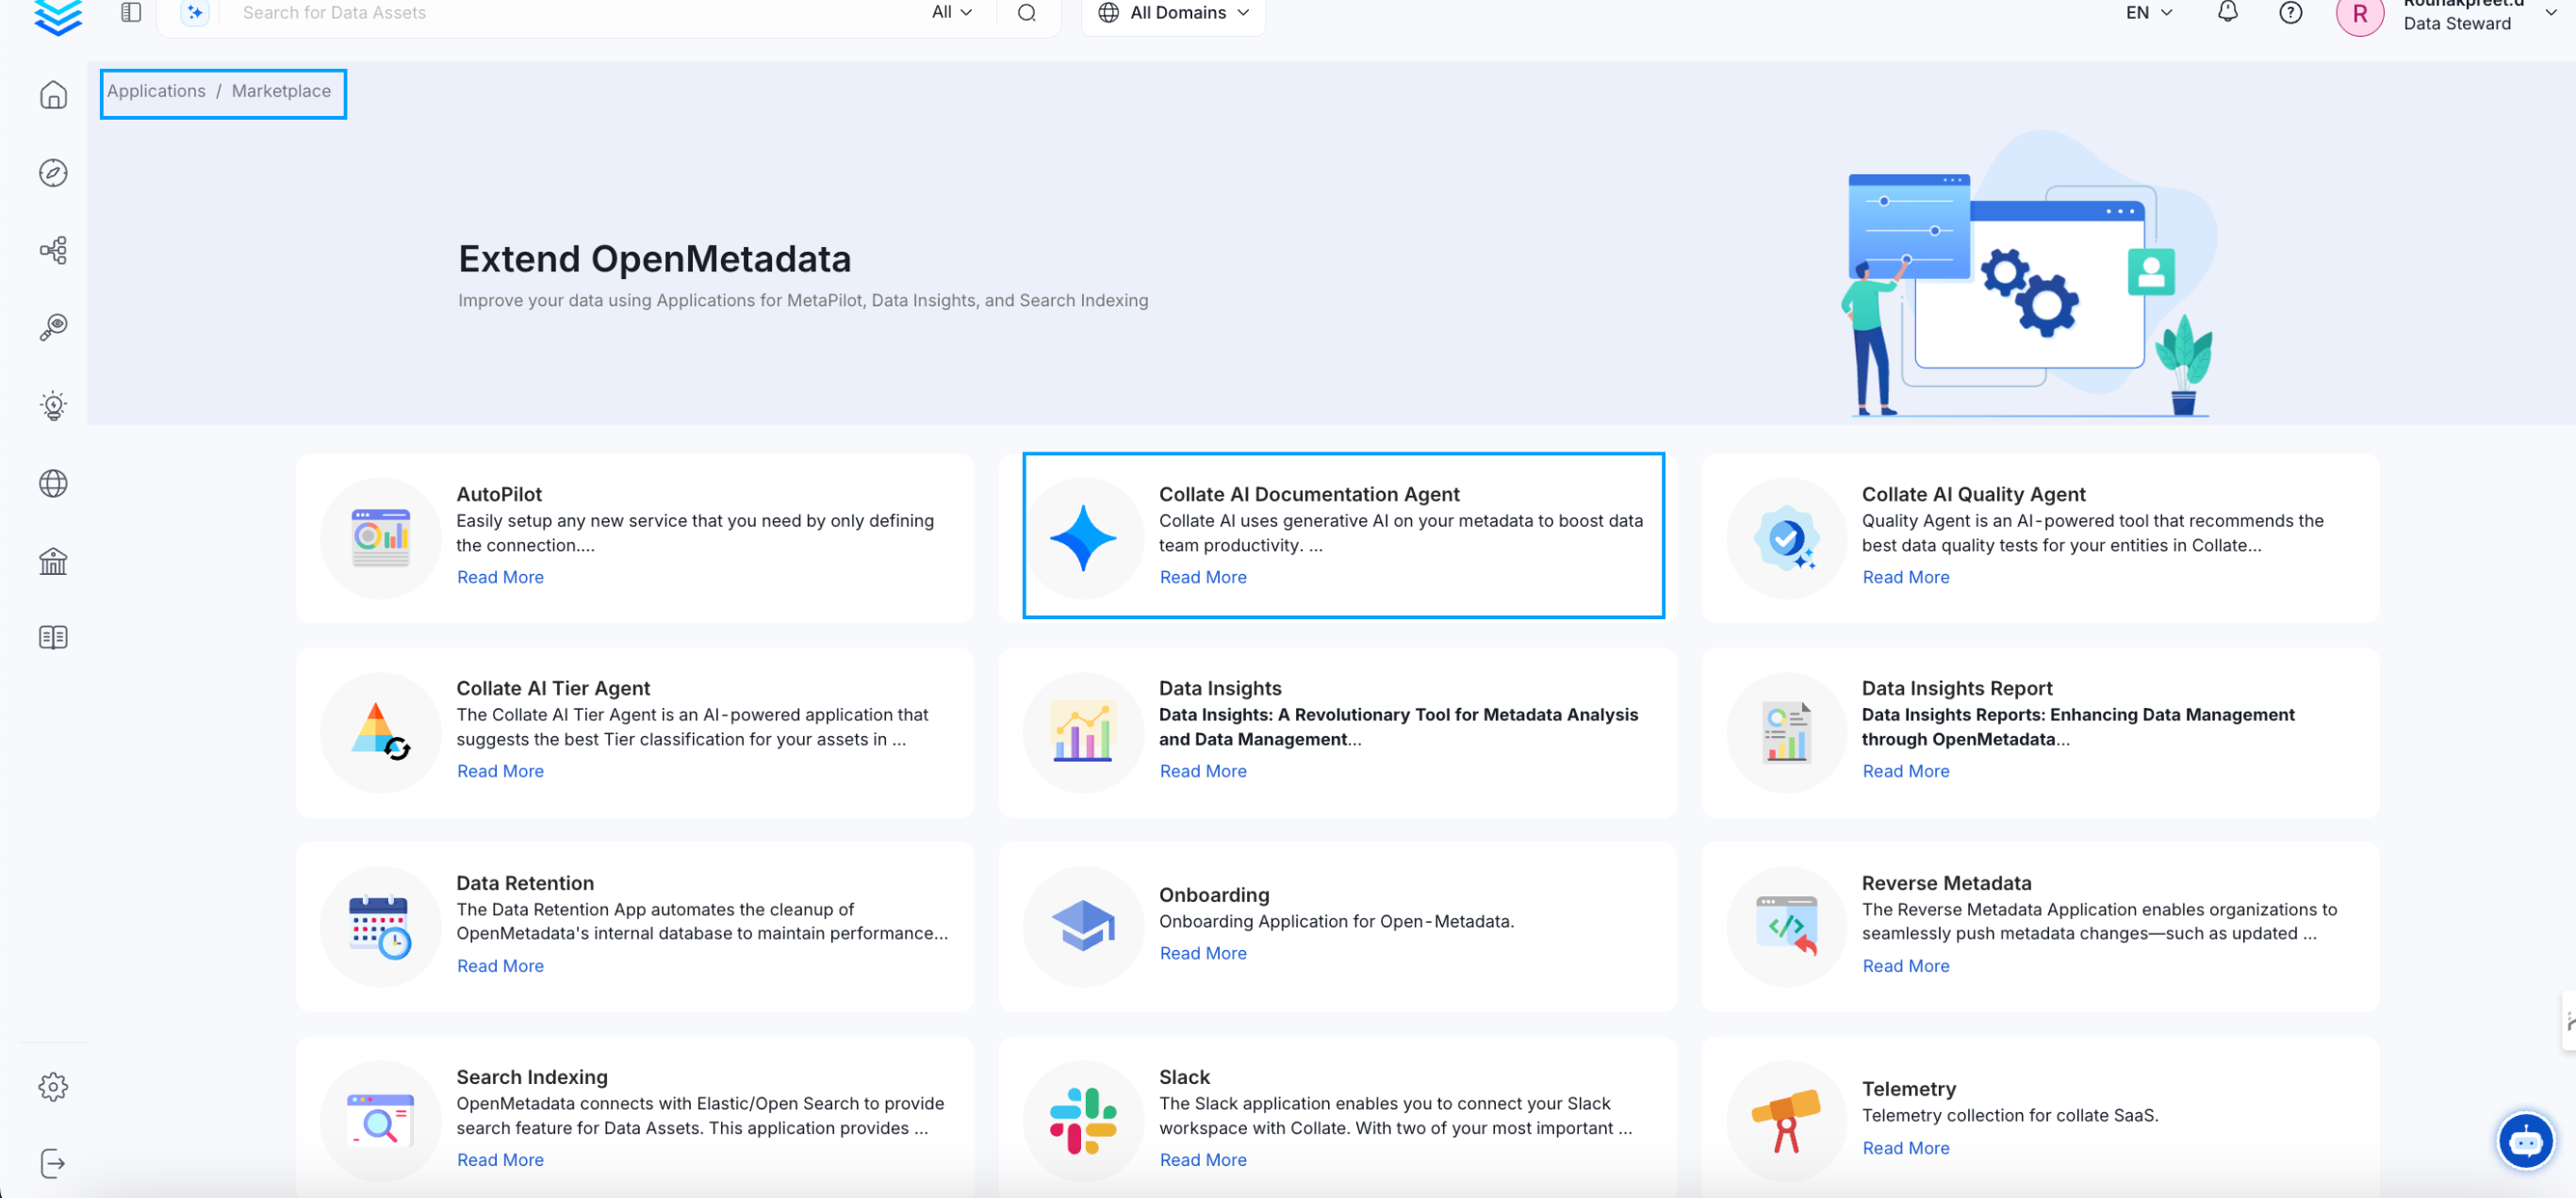 Search for Data Assets
All
All Domains
EN
R
Data Steward
Applications / Marketplace
Extend OpenMetadata
Improve your data using Applications for MetaPilot, Data Insights, and Search Indexing
AutoPilot
Easily setup any new service that you need by only defining
the connection....
Read More
Collate AI Documentation Agent
Collate AI uses generative AI on your metadata to boost data
team productivity. ...
Read More
Collate AI Quality Agent
Quality Agent is an AI-powered tool that recommends the
best data quality tests for your entities in Collate...
Read More
Collate AI Tier Agent
The Collate AI Tier Agent is an AI-powered application that
suggests the best Tier classification for your assets in ...
Read More
Data Insights
Data Insights: A Revolutionary Tool for Metadata Analysis
and Data Management...
Read More
Data Insights Report
Data Insights Reports: Enhancing Data Management
through OpenMetadata...
Read More
Data Retention
The Data Retention App automates the cleanup of
OpenMetadata's internal database to maintain performance...
Read More
Onboarding
Onboarding Application for Open-Metadata.
Read More
Reverse Metadata
The Reverse Metadata Application enables organizations to
seamlessly push metadata changes—such as updated ...
Read More
Search Indexing
OpenMetadata connects with Elastic/Open Search to provide
search feature for Data Assets. This application provides ...
Read More
Slack
The Slack application enables you to connect your Slack
workspace with Collate. With two of your most important ...
Read More
Telemetry
Telemetry collection for collate SaaS.
Read More